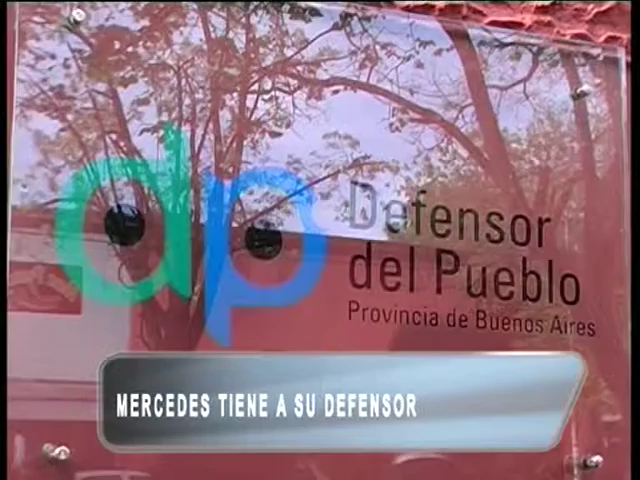 dp
Defensor
del Pueblo
Provincia de Buenos Aires
MERCEDES TIENE A SU DEFENSOR